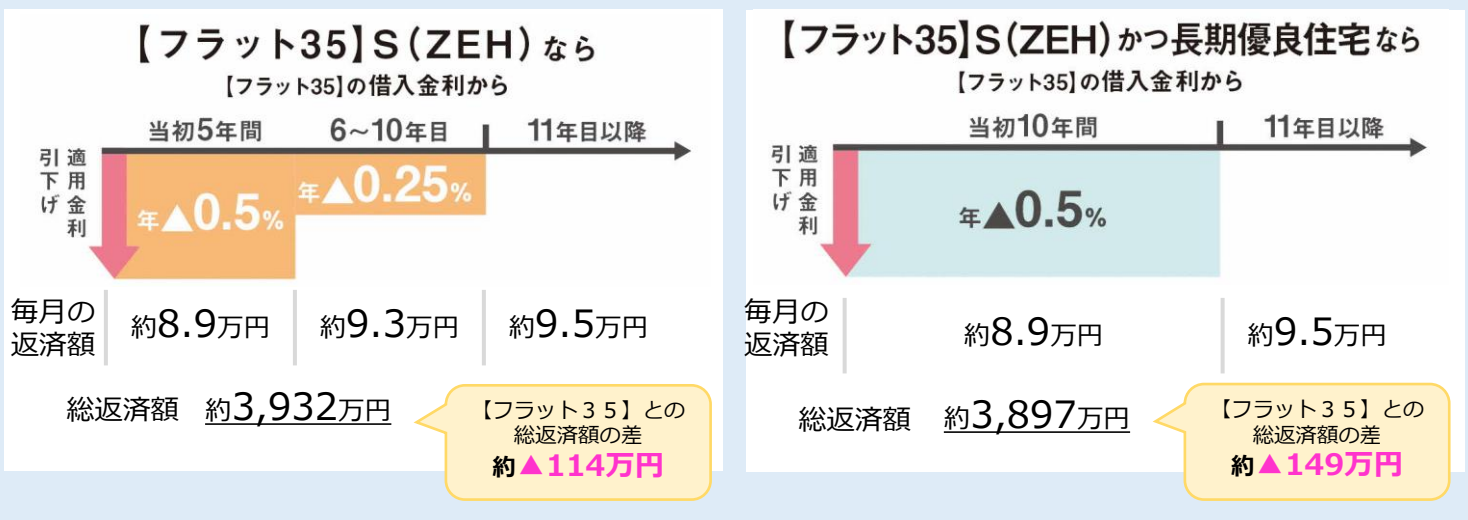 【フラット35】S(ZEH)なら
【フラット35】の借入金利から
当初5年間
6～10年目
11年目以降
適用金利
引下げ
年▲0.5%
年▲0.25%
毎月の
返済額
約8.9万円
約9.3万円
約9.5万円
総返済額 約3,932万円
【フラット３５】との
総返済額の差
約▲114万円
【フラット35】S(ZEH)かつ長期優良住宅なら
【フラット35】の借入金利から
当初10年間
11年目以降
適用金利
引下げ
年▲0.5%
毎月の
返済額
約8.9万円
約9.5万円
総返済額 約3,897万円
【フラット３５】との
総返済額の差
約▲149万円